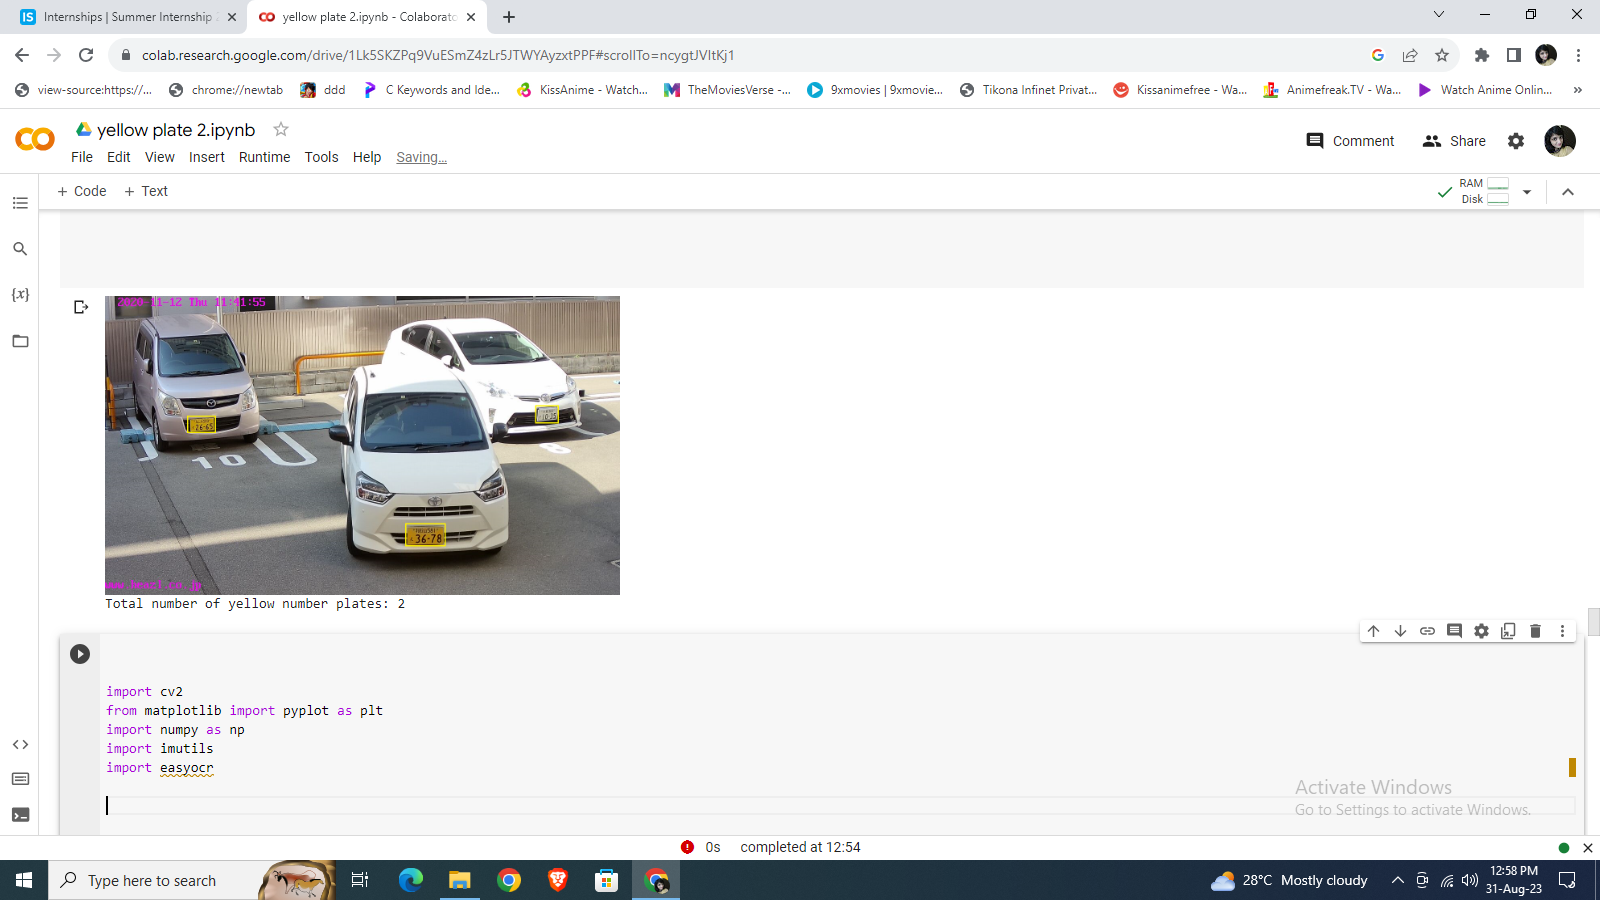 Internships | Summer Internship
yellow plate 2.ipynb - Colaborato
colab.research.google.com/drive/1Lk5SKZPq9VuESmZ4zLr5JTWYAyzxtPPF#scrollTo=ncygtJVItKj1
view-source:https://...
chrome://newtab
ddd
C Keywords and Ide...
KissAnime - Watch...
TheMoviesVerse -...
9xmovies | 9xmovie...
Tikona Infinet Privat...
Kissanimefree - Wa...
Animefreak.TV - Wa...
Watch Anime Onlin...
»
yellow plate 2.ipynb
File Edit View Insert Runtime Tools Help Saving...
Comment
Share
+ Code + Text
RAM
Disk
{x}
2020-11-12 Thu 11:41:55
26-65
10
36-78
Total number of yellow number plates: 2
import cv2
from matplotlib import pyplot as plt
import numpy as np
import imutils
import easyocr
Activate Windows
Go to Settings to activate Windows.
0s completed at 12:54
Type here to search
28°C Mostly cloudy
12:58 PM
31-Aug-23